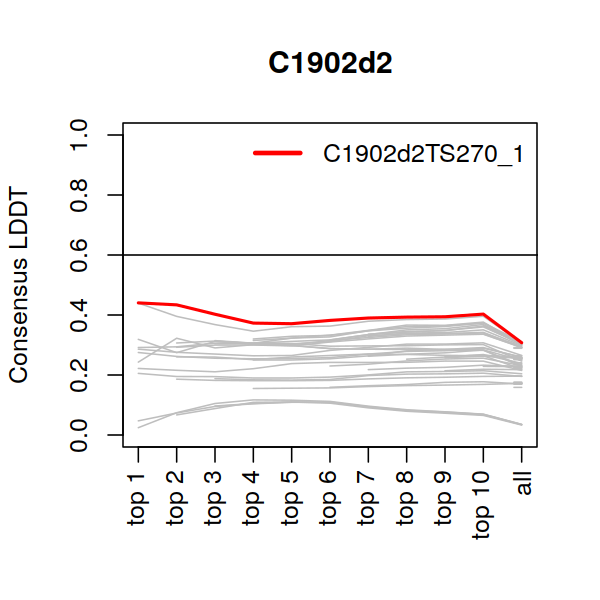 C1902d2
C1902d2TS270_1
Consensus LDDT
1.0
0.8
0.6
0.4
0.2
0.0
top 1
top 2
top 3
top 4
top 5
top 6
top 7
top 8
top 9
top 10
all